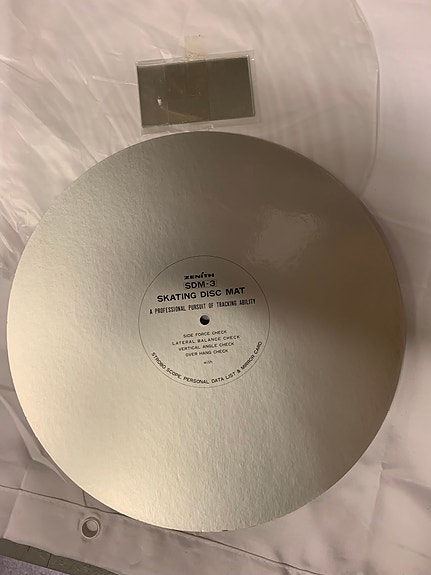 ZENITH
SDM-3
SKATING DISC MAT
A PROFESSIONAL PURSUIT OF TRACKING ABILITY
SIDE FORCE CHECK
LATERAL BALANCE CHECK
VERTICAL ANGLE CHECK
OVER HANG CHECK
with
STROBO SCOPE, PERSONAL DATA LIST & MIRROR CARD